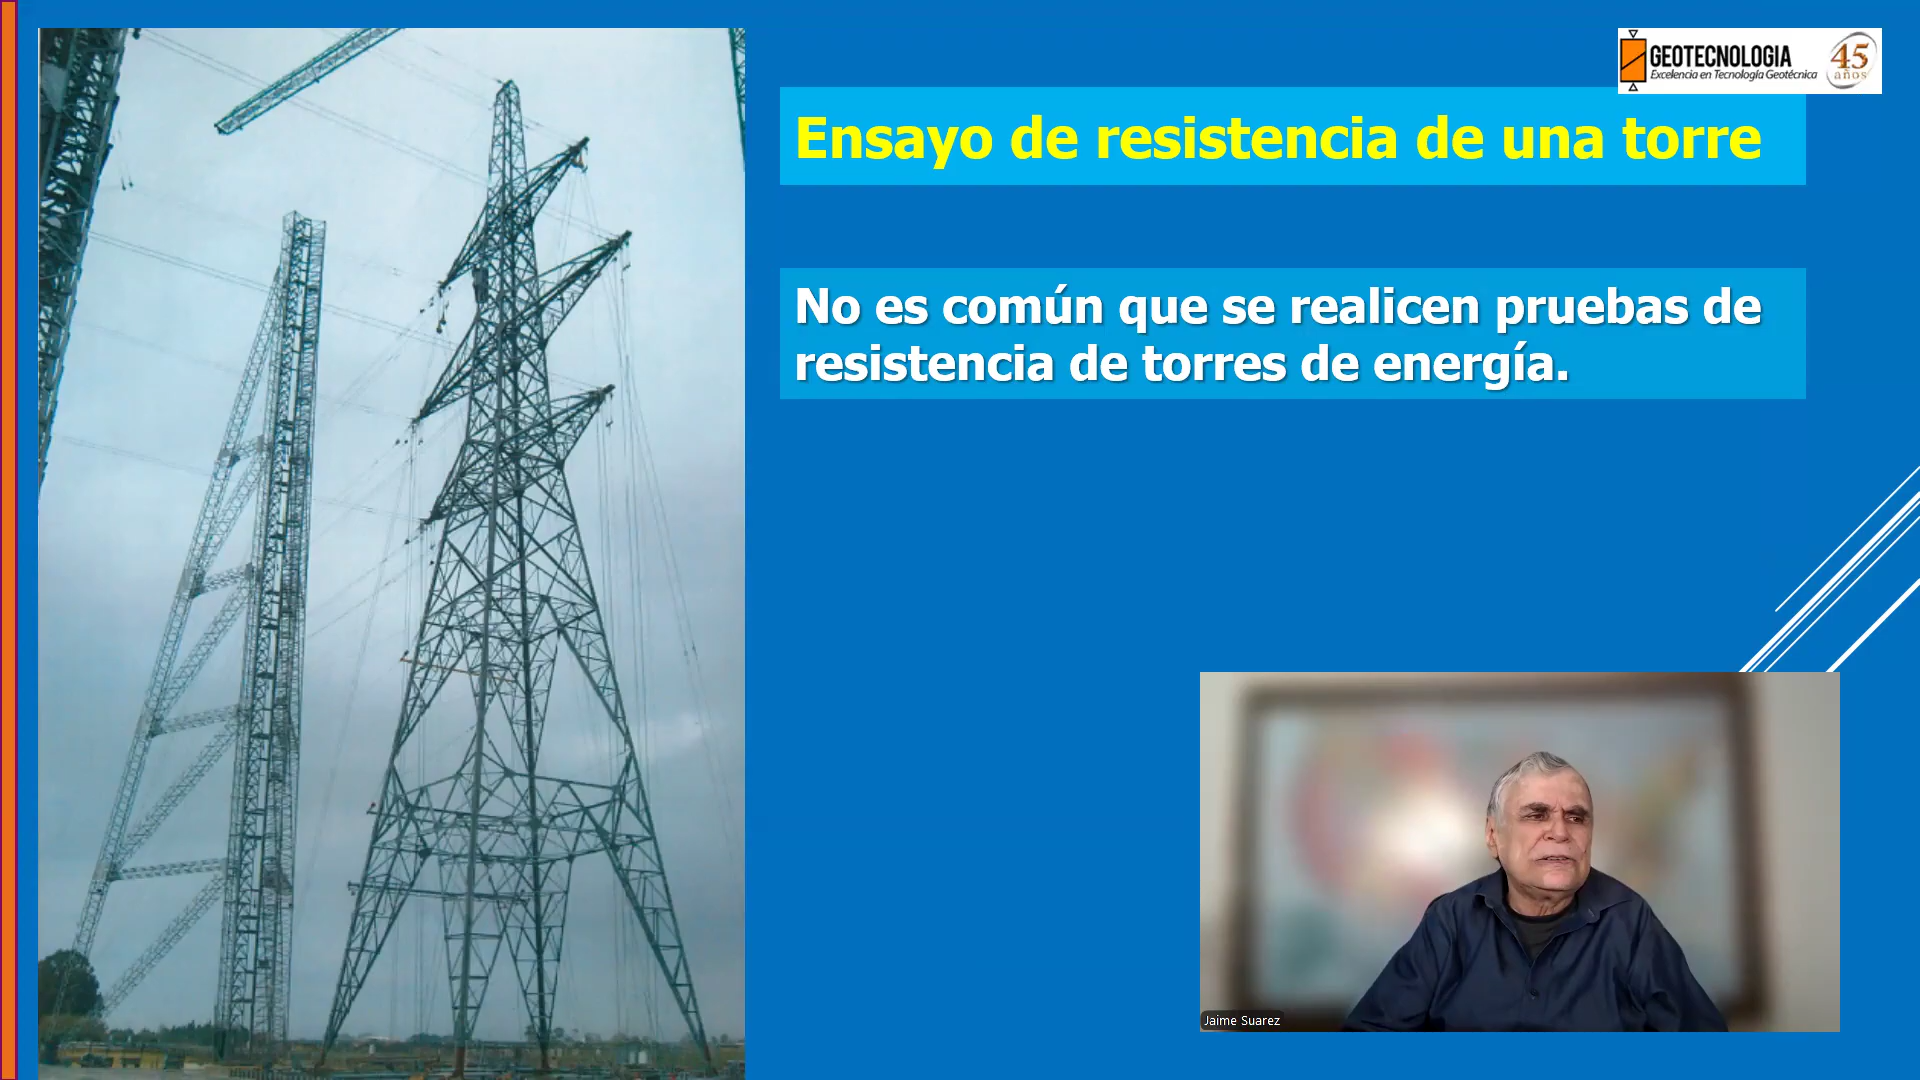 GEOTECNOLOGIA
Excelencia en Tecnología Geotécnica
45
años
Ensayo de resistencia de una torre
No es común que se realicen pruebas de
resistencia de torres de energía.
Jaime Suarez